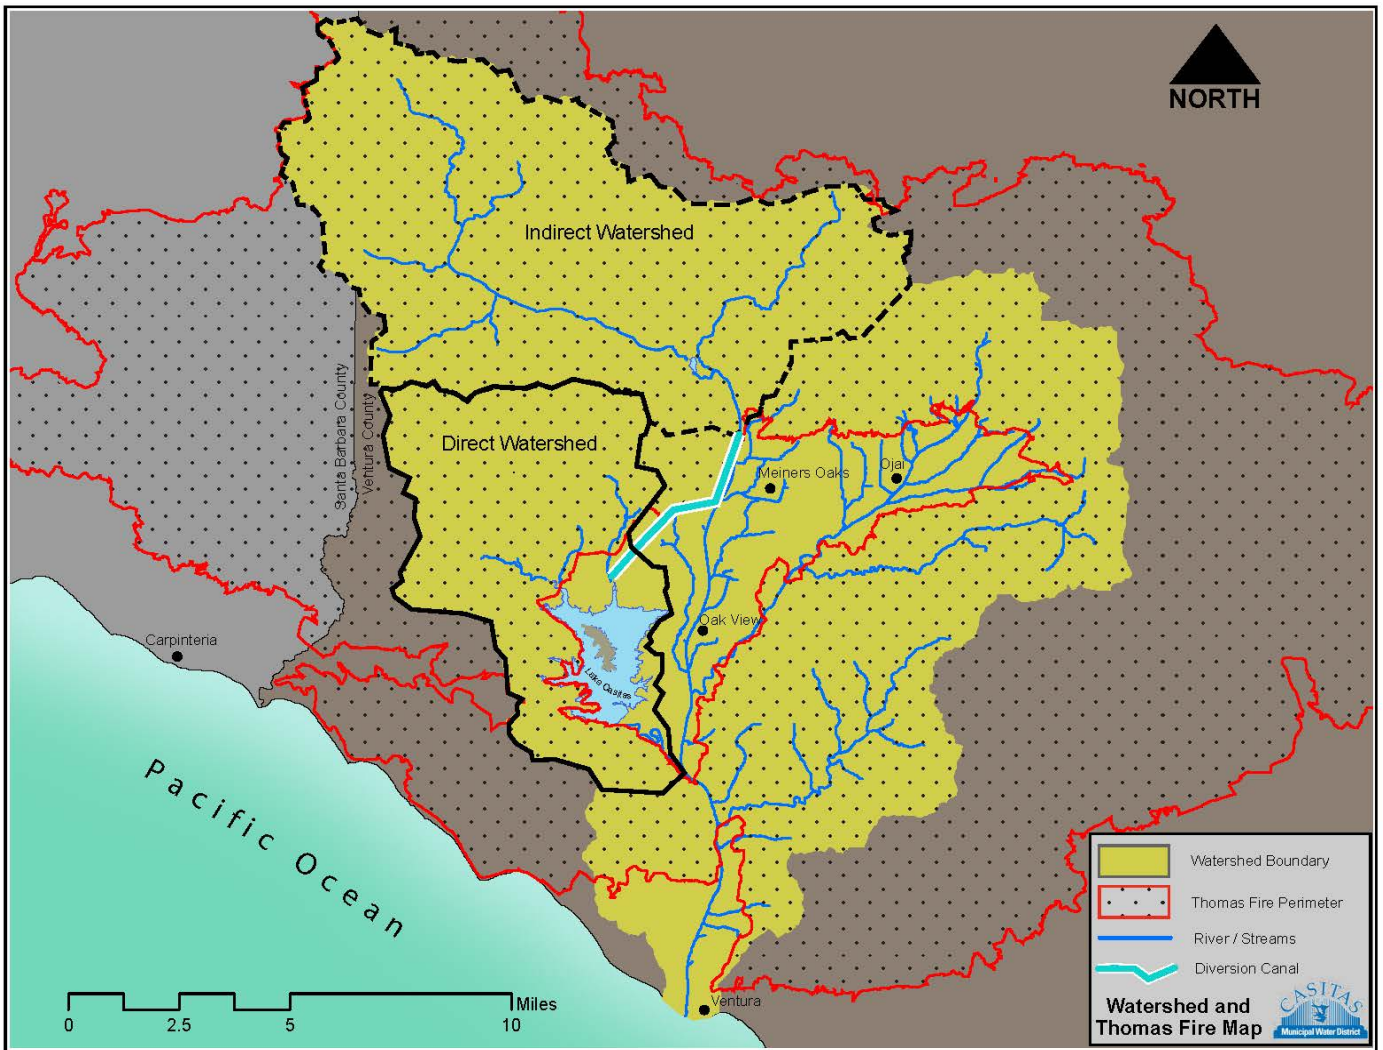 NORTH
Indirect Watershed
Santa Barbara County
Ventura County
Direct Watershed
Meiners Oaks
Ojai
Oak View
Carpinteria
Lake Casitas
Pacific Ocean
Ventura
Miles
0
2.5
5
10
Watershed Boundary
Thomas Fire Perimeter
River / Streams
Diversion Canal
Watershed and
Thomas Fire Map
CASITAS
Municipal Water District